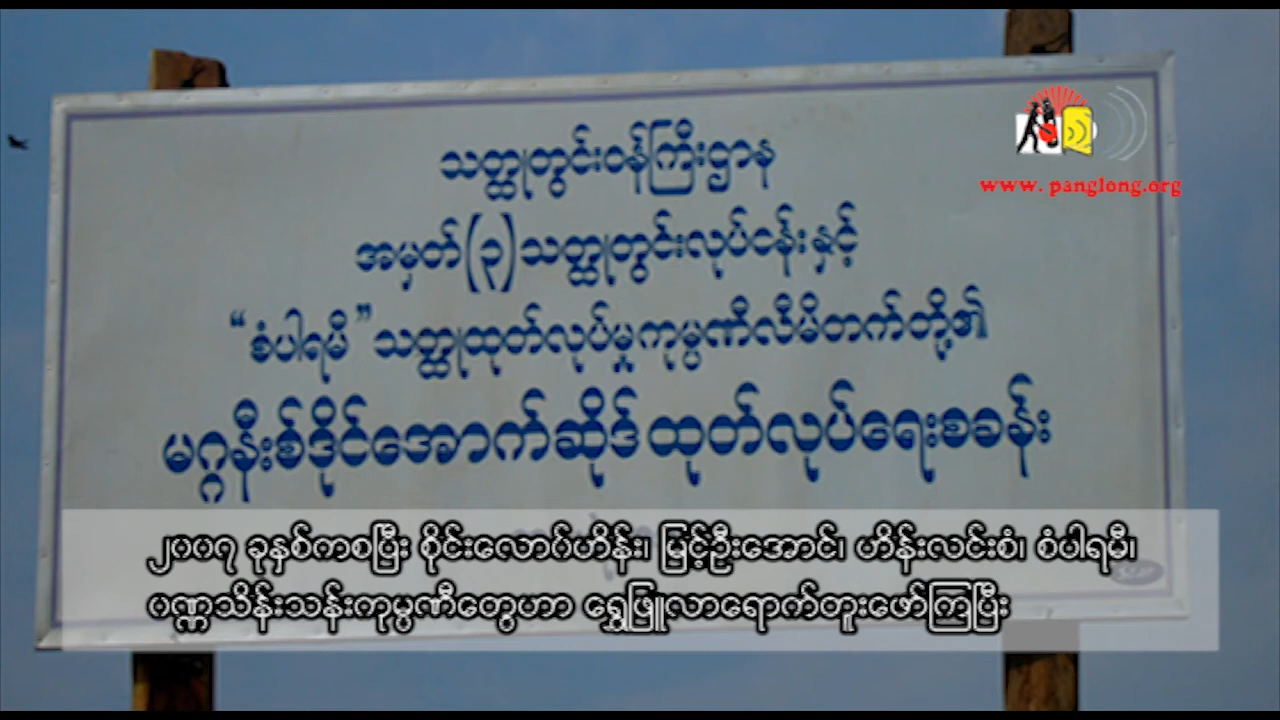 www. panglong.org
သတ္ထုတွင်းဝန်ကြီးဌာန
အမှတ်(၃)သတ္ထုတွင်းလုပ်ငန်းနှင့်
“စံပါရမီ”သတ္ထုထုတ်လုပ်မှုကုမ္ပဏီလီမိတက်တို့၏
မဂ္ဂနီးစ်ဒိုင်အောက်ဆိုဒ်ထုတ်လုပ်ရေးစခန်း
၂၀၀၇ ခုနှစ်ကစပြီး စိုင်းလောဂ်ဟိန်း၊ မြင့်ဦးအောင်၊ ဟိန်းလင်းစံ၊ စံပါရမီ၊
ပုဏ္ဏသိန်းသန်းကုမ္ပဏီတွေဟာ ရွှေဖြူလာရောက်တူးဖော်ကြပြီး